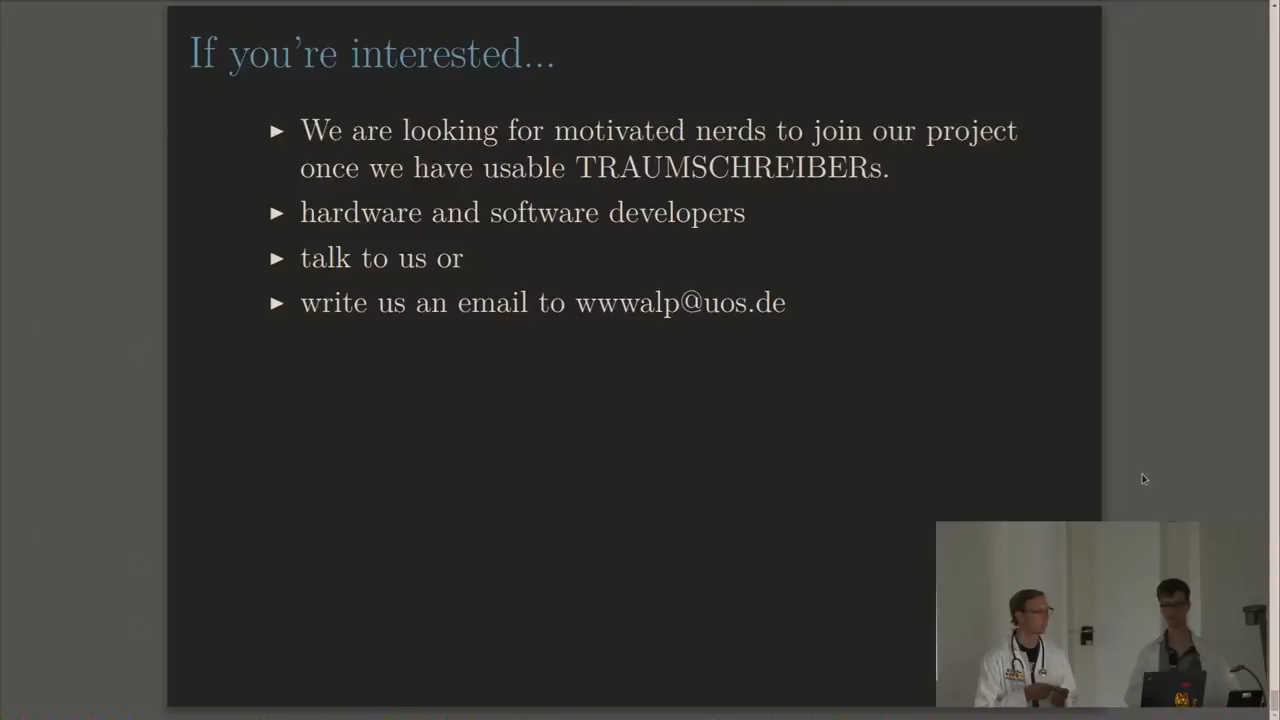 If you're interested...
▶ We are looking for motivated nerds to join our project
once we have usable TRAUMSCHREIBERs.
▶ hardware and software developers
▶ talk to us or
▶ write us an email to wwwalp@uos.de